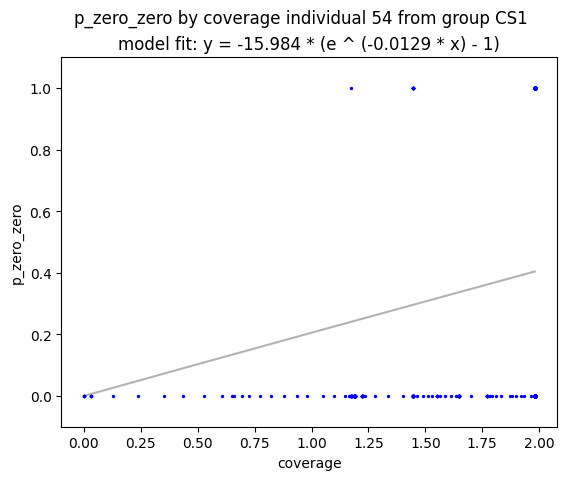 p_zero_zero by coverage individual 54 from group CS1
model fit: y = -15.984 * (e ^ (-0.0129 * x) - 1)
1.0
0.8
0.6
0.4
0.2
0.0
p_zero_zero
0.00 0.25 0.50 0.75 1.00 1.25 1.50 1.75 2.00
coverage